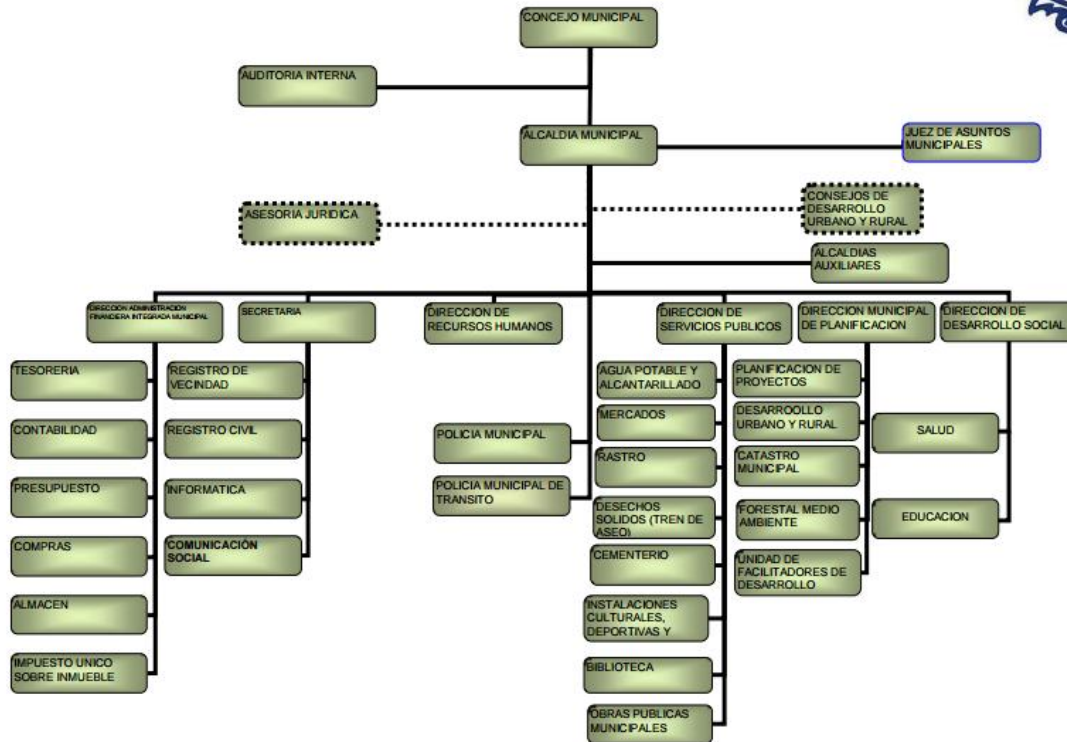 CONCEJO MUNICIPAL
AUDITORIA INTERNA
ALCALDIA MUNICIPAL
JUEZ DE ASUNTOS
MUNICIPALES
ASESORIA JURIDICA
CONSEJOS DE
DESARROLLO
URBANO Y RURAL
ALCALDIAS
AUXILIARES
DIRECCION ADMINISTRACIÓN
FINANCIERA INTEGRADA MUNICIPAL
SECRETARIA
DIRECCION DE
RECURSOS HUMANOS
DIRECCION DE
SERVICIOS PUBLICOS
DIRECCION MUNICIPAL
DE PLANIFICACION
DIRECCION DE
DESARROLLO SOCIAL
TESORERIA
CONTABILIDAD
PRESUPUESTO
COMPRAS
ALMACEN
IMPUESTO UNICO
SOBRE INMUEBLE
REGISTRO DE
VECINDAD
REGISTRO CIVIL
INFORMATICA
COMUNICACIÓN
SOCIAL
POLICIA MUNICIPAL
POLICIA MUNICIPAL DE
TRANSITO
AGUA POTABLE Y
ALCANTARILLADO
MERCADOS
RASTRO
DESECHOS
SOLIDOS (TREN DE
ASEO)
CEMENTERIO
INSTALACIONES
CULTURALES,
DEPORTIVAS Y
BIBLIOTECA
OBRAS PUBLICAS
MUNICIPALES
PLANIFICACION DE
PROYECTOS
DESARROOLLO
URBANO Y RURAL
CATASTRO
MUNICIPAL
FORESTAL MEDIO
AMBIENTE
UNIDAD DE
FACILITADORES DE
DESARROLLO
SALUD
EDUCACION